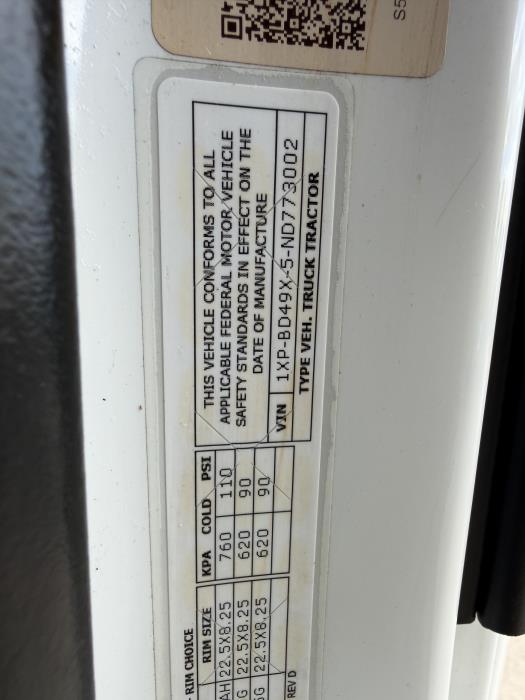 S5
THIS VEHICLE CONFORMS TO ALL
APPLICABLE FEDERAL MOTOR VEHICLE
SAFETY STANDARDS IN EFFECT ON THE
DATE OF MANUFACTURE
VIN 1XP-BD49X-5-ND773002
TYPE VEH. TRUCK TRACTOR
RIM CHOICE
RIM SIZE KPA COLD PSI
AH 22.5X8.25 760 110
G 22.5X8.25 620 90
G 22.5X8.25 620 90
REV D